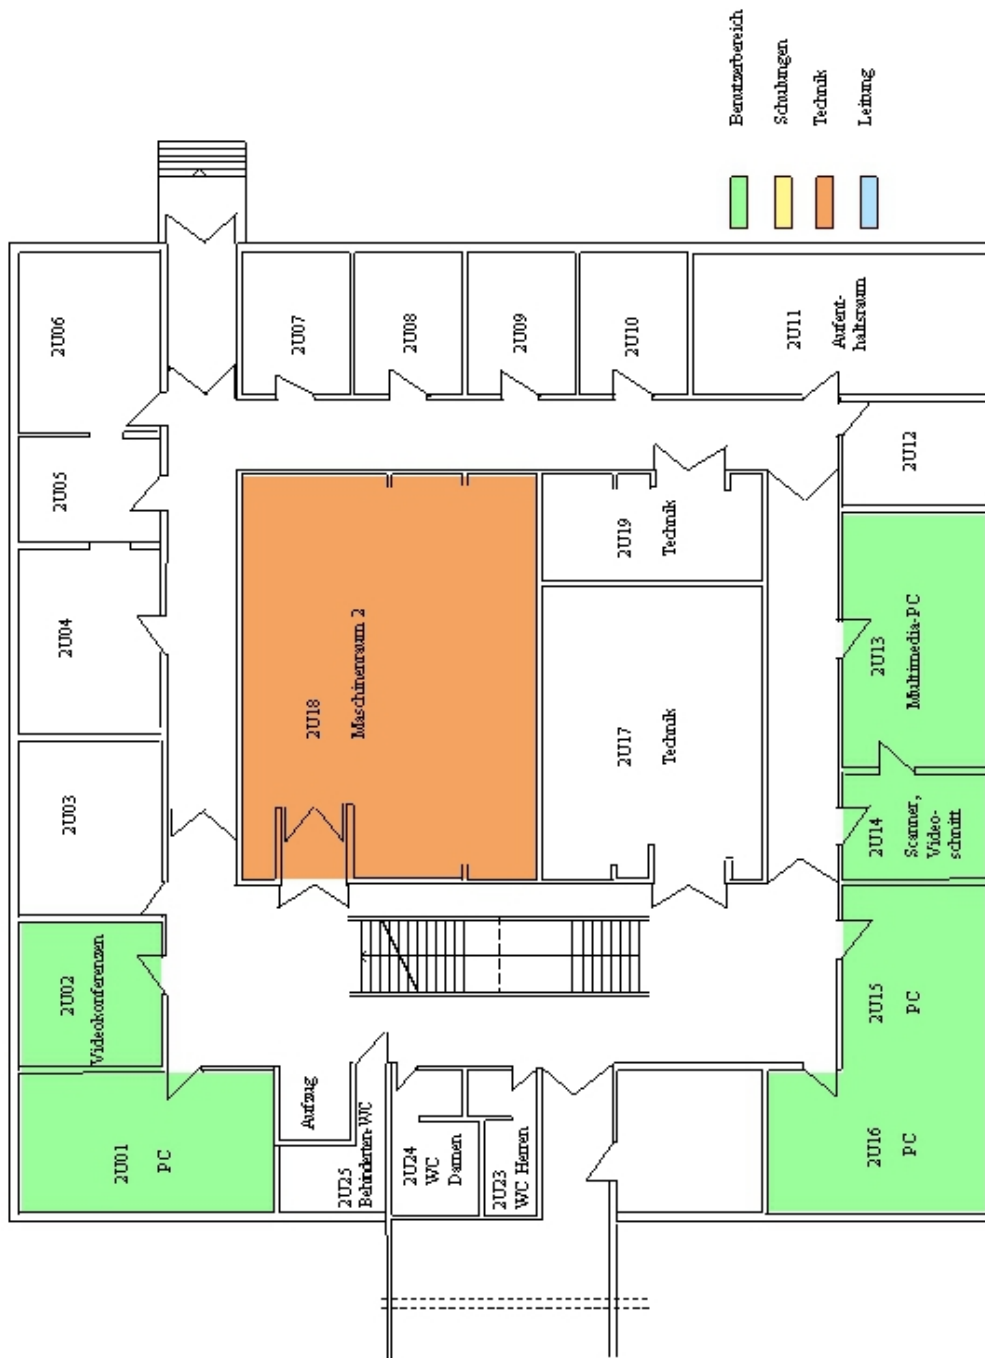 2U06
2U05
2U04
2U03
2U02
Videokonferenzen
2U01
PC
2U07
2U08
2U09
2U10
2U11
Aufent-
haltsraum
2U12
2U13
Multimedia-PC
2U14
Scanner,
Video-
schnitt
2U15
PC
2U16
PC
2U17
Technik
2U18
Maschinenraum 2
2U19
Technik
Aufzug
2U25
Behinderten-WC
2U24
WC
Damen
2U23
WC Herren
Benutzerbereich
Schulungen
Technik
Leitung